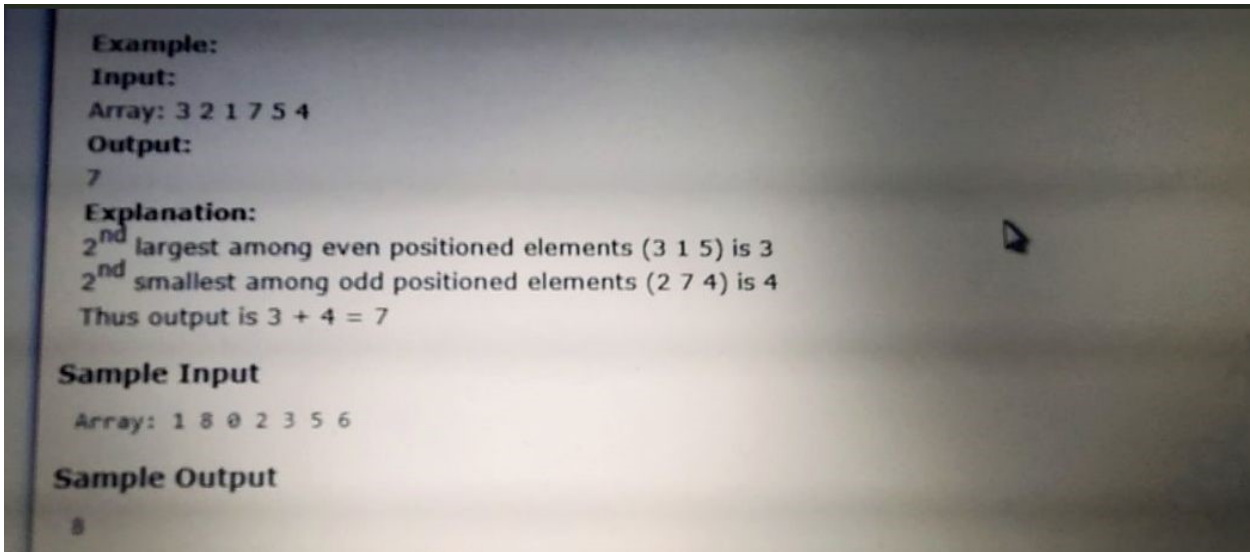 Example:
Input:
Array: 3 2 1 7 5 4
Output:
7
Explanation:
2nd largest among even positioned elements (3 1 5) is 3
2nd smallest among odd positioned elements (2 7 4) is 4
Thus output is 3 + 4 = 7
Sample Input
Array: 1 8 0 2 3 5 6
Sample Output
8